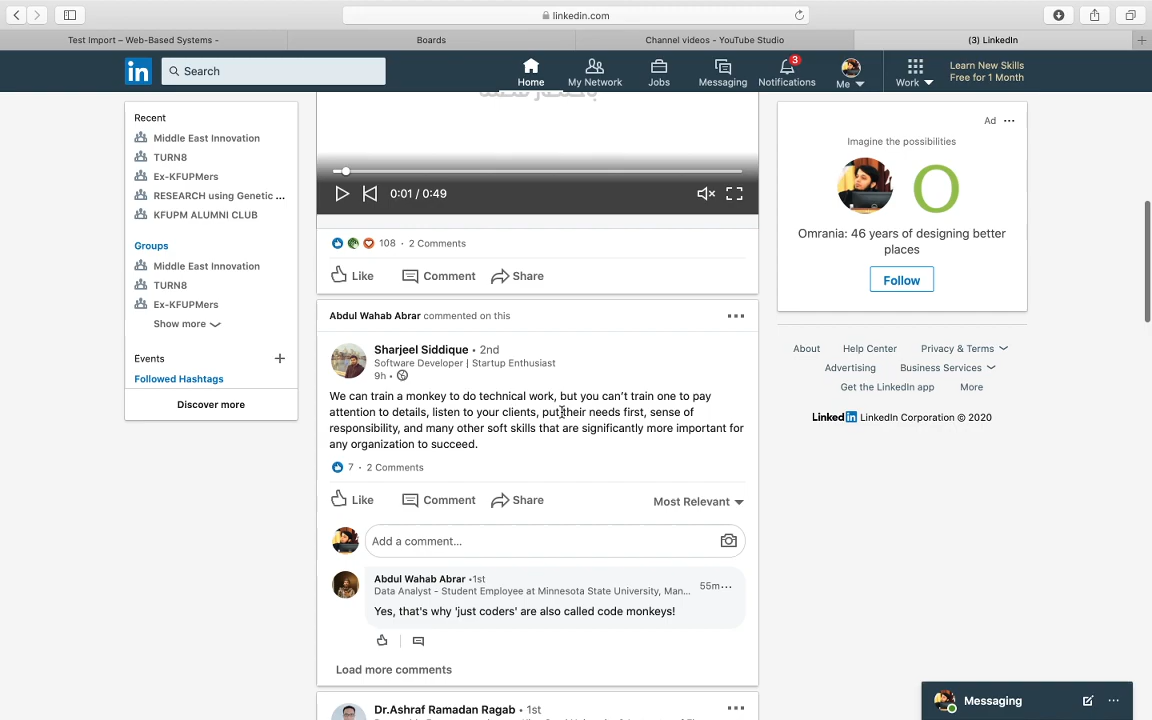 linkedin.com
Test Import – Web-Based Systems -
Boards
Channel videos - YouTube Studio
(3) LinkedIn
in
Search
Home
My Network
Jobs
Messaging
3
Notifications
Me
Work
Learn New Skills
Free for 1 Month
Recent
Middle East Innovation
TURN8
Ex-KFUPMers
RESEARCH using Genetic ...
KFUPM ALUMNI CLUB
Groups
Middle East Innovation
TURN8
Ex-KFUPMers
Show more
Events
Followed Hashtags
Discover more
0:01 / 0:49
108 · 2 Comments
Like
Comment
Share
Abdul Wahab Abrar commented on this
Sharjeel Siddique • 2nd
Software Developer | Startup Enthusiast
9h •
We can train a monkey to do technical work, but you can’t train one to pay
attention to details, listen to your clients, put their needs first, sense of
responsibility, and many other soft skills that are significantly more important for
any organization to succeed.
7 · 2 Comments
Like
Comment
Share
Most Relevant
Add a comment...
Abdul Wahab Abrar •1st
Data Analyst - Student Employee at Minnesota State University, Man...
55m
Yes, that's why 'just coders' are also called code monkeys!
Load more comments
Dr.Ashraf Ramadan Ragab • 1st
Ad
Imagine the possibilities
Omrania: 46 years of designing better
places
Follow
About
Help Center
Privacy & Terms
Advertising
Business Services
Get the LinkedIn app
More
LinkedIn LinkedIn Corporation © 2020
Messaging